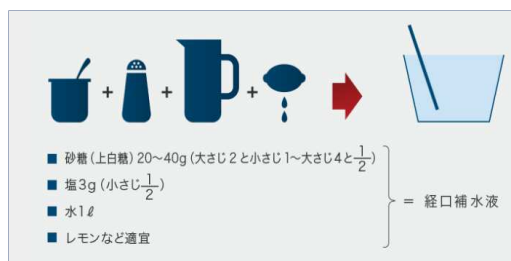 + + +
■ 砂糖(上白糖)20〜40g(大さじ2と小さじ1〜大さじ4と1/2)
■ 塩3g(小さじ1/2)
■ 水1ℓ
■ レモンなど適宜
= 経口補水液